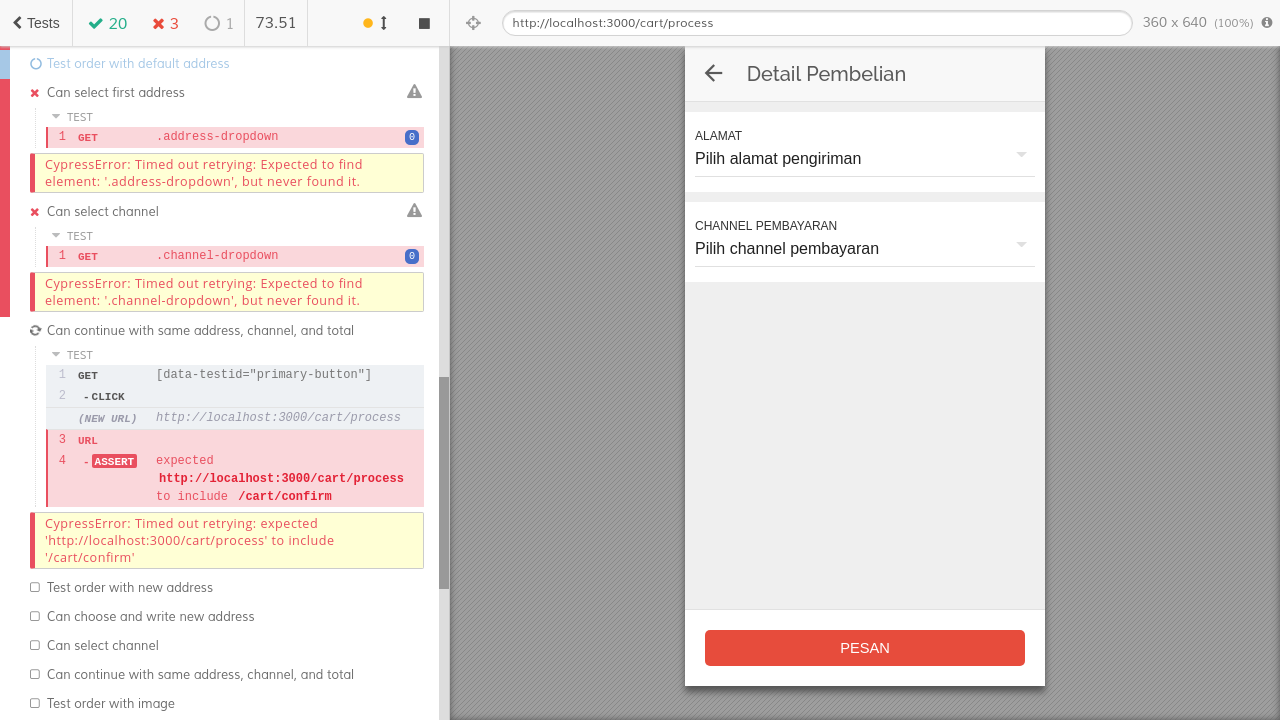 Tests
20
3
1
73.51
http://localhost:3000/cart/process
360 x 640 (100%)
Test order with default address
Can select first address
TEST
1 GET .address-dropdown 0
CypressError: Timed out retrying: Expected to find
element: '.address-dropdown', but never found it.
Can select channel
TEST
1 GET .channel-dropdown 0
CypressError: Timed out retrying: Expected to find
element: '.channel-dropdown', but never found it.
Can continue with same address, channel, and total
TEST
1 GET [data-testid="primary-button"]
2 -CLICK
(NEW URL) http://localhost:3000/cart/process
3 URL
4 -ASSERT expected
http://localhost:3000/cart/process
to include /cart/confirm
CypressError: Timed out retrying: expected
'http://localhost:3000/cart/process' to include
'/cart/confirm'
Test order with new address
Can choose and write new address
Can select channel
Can continue with same address, channel, and total
Test order with image
Detail Pembelian
ALAMAT
Pilih alamat pengiriman
CHANNEL PEMBAYARAN
Pilih channel pembayaran
PESAN